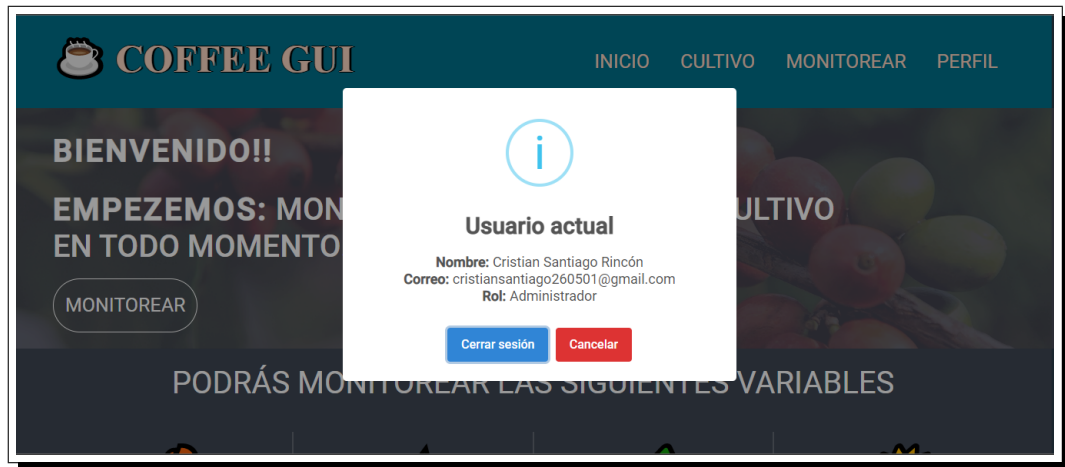 COFFEE GUI
INICIO CULTIVO MONITOREAR PERFIL
BIENVENIDO!!
EMPEZEMOS: MON ULTIVO
EN TODO MOMENTO
MONITOREAR
i
Usuario actual
Nombre: Cristian Santiago Rincón
Correo: cristiansantiago260501@gmail.com
Rol: Administrador
Cerrar sesión Cancelar
PODRÁS MONITOREAR LAS SIGUIENTES VARIABLES